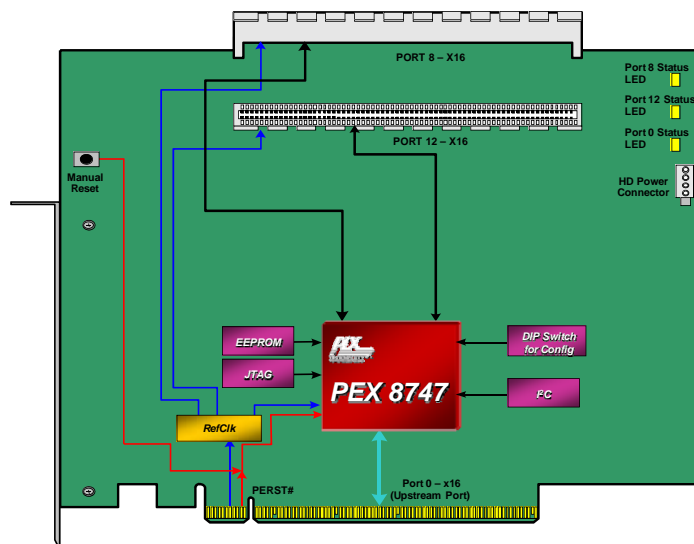 PORT 8 – X16
Port 8 Status
LED
Port 12 Status
LED
PORT 12 – X16
Port 0 Status
LED
Manual
Reset
HD Power
Connector
EEPROM
DIP Switch
for Config
JTAG
PEX 8747
I²C
RefClk
PERST#
Port 0 – x16
(Upstream Port)